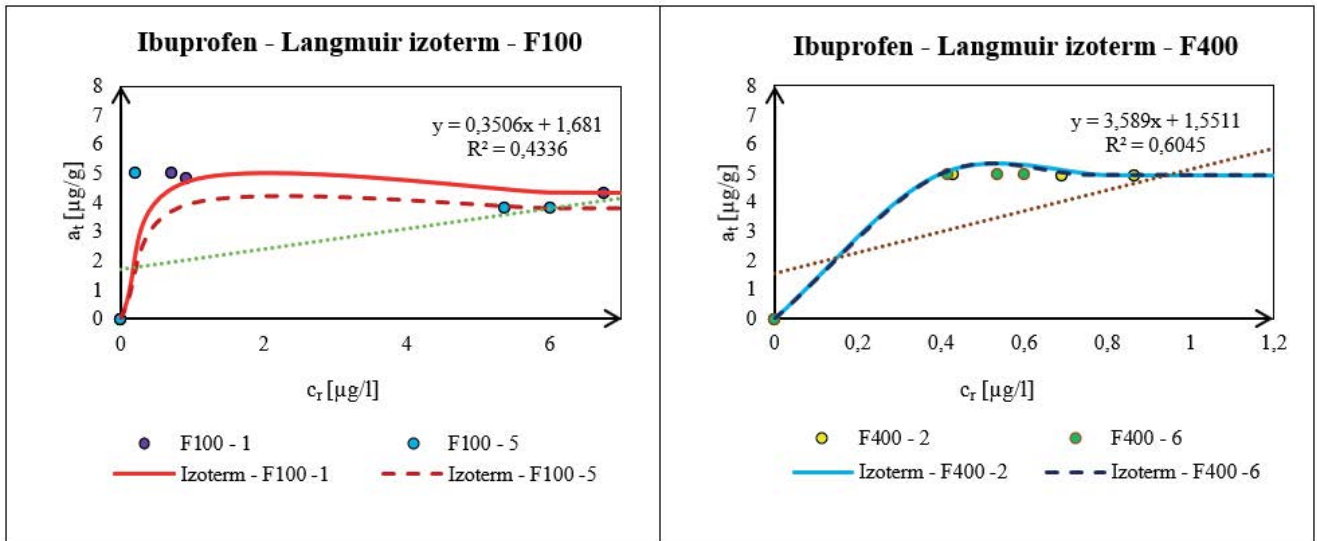 Ibuprofen - Langmuir izoterm - F100
8
7
6
5
4
3
2
1
0
a_t [µg/g]
y = 0,3506x + 1,681
R² = 0,4336
0 2 4 6
c_r [µg/l]
F100 - 1 F100 - 5
Izoterm - F100 -1 Izoterm - F100 -5
Ibuprofen - Langmuir izoterm - F400
8
7
6
5
4
3
2
1
0
a_t [µg/g]
y = 3,589x + 1,5511
R² = 0,6045
0 0,2 0,4 0,6 0,8 1 1,2
c_r [µg/l]
F400 - 2 F400 - 6
Izoterm - F400 -2 Izoterm - F400 -6